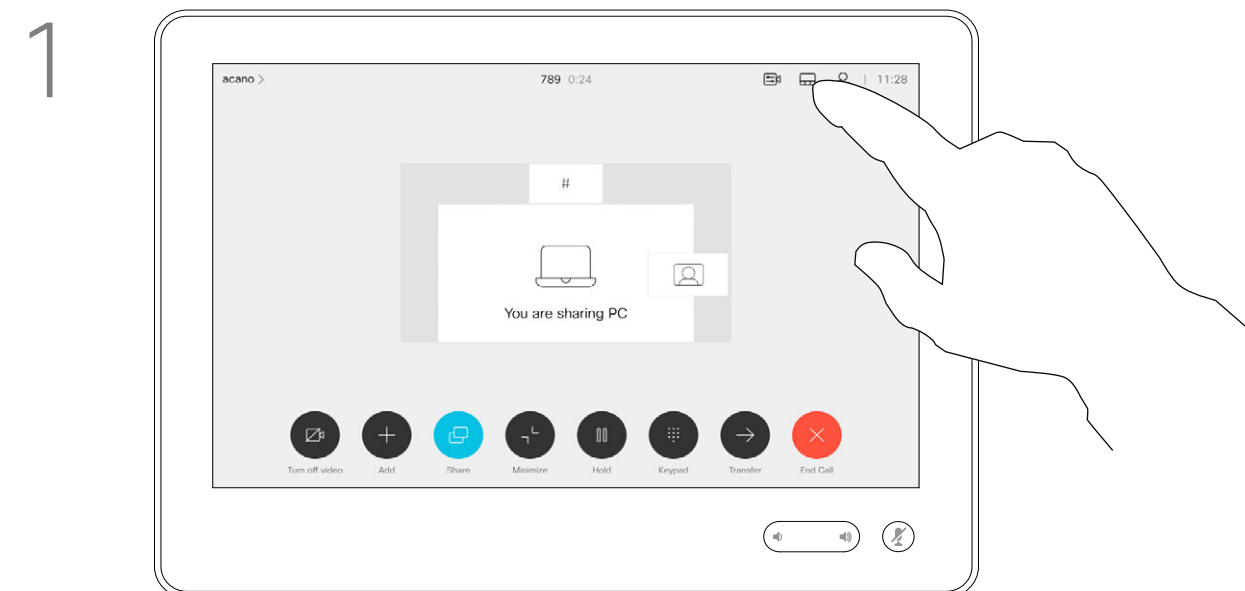 1
acano >
789 0:24
11:28
#
You are sharing PC
Turn off video Add Share Minimize Hold Keypad Transfer End Call